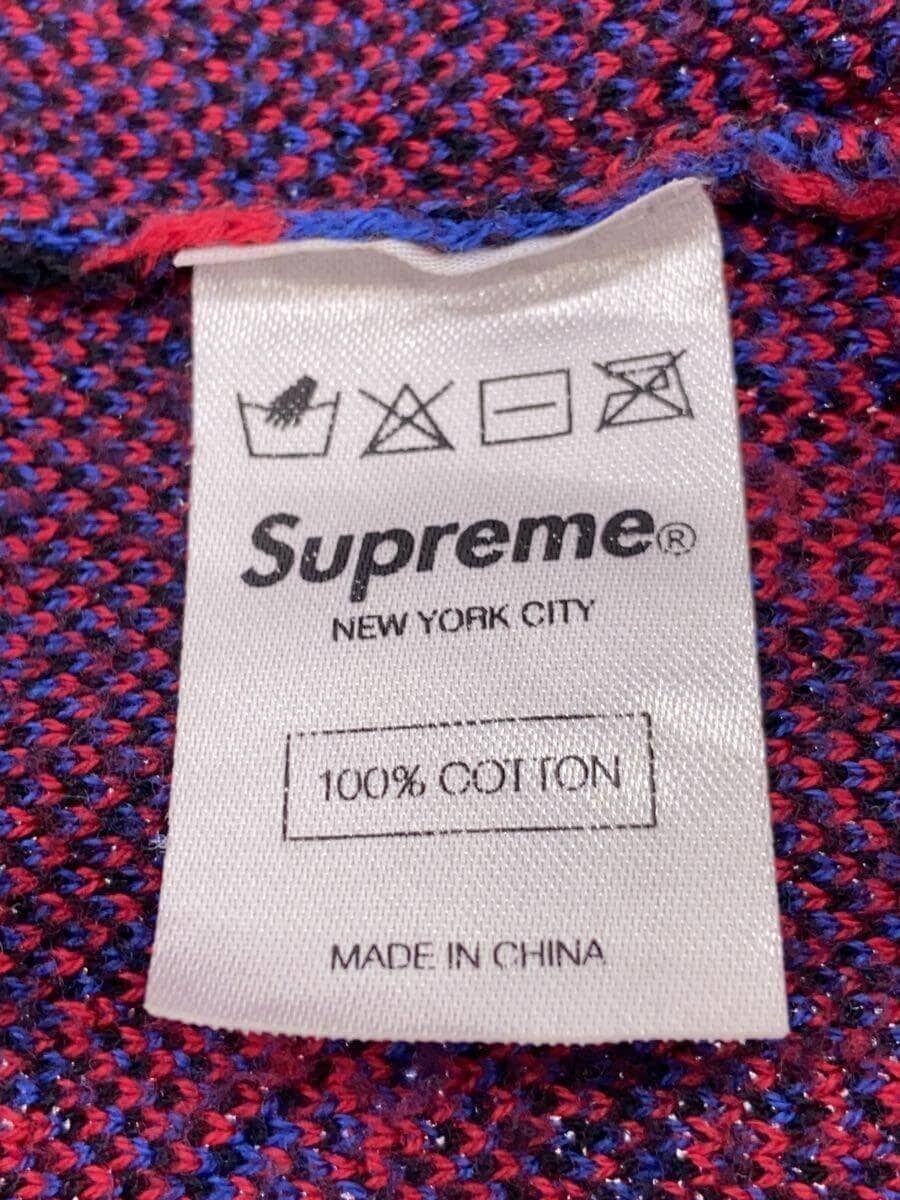 Supreme®
NEW YORK CITY
100% COTTON
MADE IN CHINA